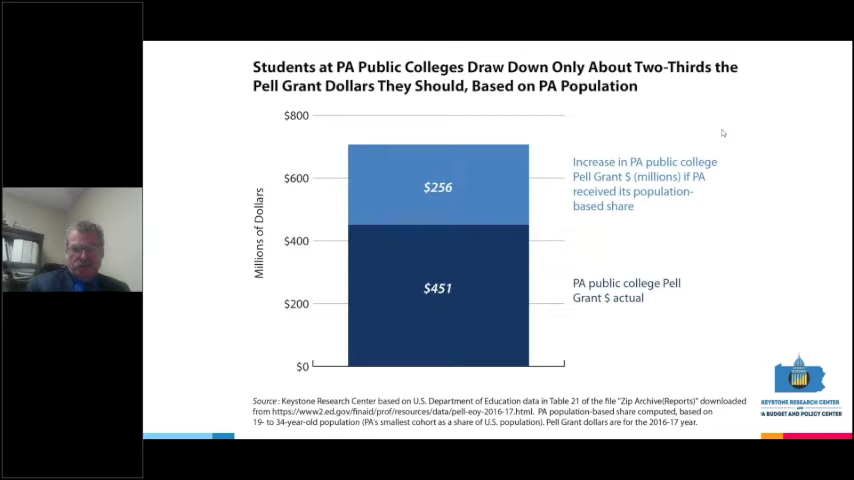 Students at PA Public Colleges Draw Down Only About Two-Thirds the
Pell Grant Dollars They Should, Based on PA Population
$800
$600
$400
$200
$0
Millions of Dollars
$256
$451
Increase in PA public college
Pell Grant $ (millions) if PA
received its population-
based share
PA public college Pell
Grant $ actual
Source: Keystone Research Center based on U.S. Department of Education data in Table 21 of the file "Zip Archive(Reports)" downloaded
from https://www2.ed.gov/finaid/prof/resources/data/pell-eoy-2016-17.html. PA population-based share computed, based on
19- to 34-year-old population (PA's smallest cohort as a share of U.S. population). Pell Grant dollars are for the 2016-17 year.
KEYSTONE RESEARCH CENTER
AND
PA BUDGET AND POLICY CENTER